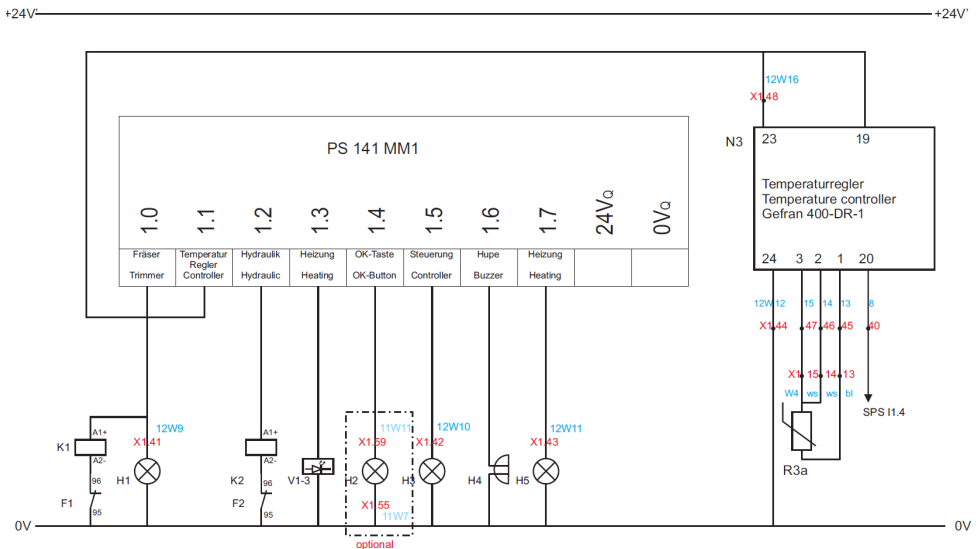 +24V'
+24V'
12W16
X1.48
N3
23
19
PS 141 MM1
Temperaturregler
Temperature controller
Gefran 400-DR-1
1.0
1.1
1.2
1.3
1.4
1.5
1.6
1.7
24VQ
0VQ
Fräser
Trimmer
Temperatur
Regler
Controller
Hydraulik
Hydraulic
Heizung
Heating
OK-Taste
OK-Button
Steuerung
Controller
Hupe
Buzzer
Heizung
Heating
24
3
2
1
20
12W12
15
14
13
8
X1.44
47
46
45
40
X1
15
14
13
W4
ws
ws
bl
SPS I1.4
R3a
K1
A1+
A2-
96
F1
95
12W9
X1.41
H1
A1+
A2-
K2
96
F2
95
V1-3
11W11
X1.59
H2
X1.55
11W7
optional
12W10
X1.42
H3
H4
12W11
X1.43
H5
0V
0V